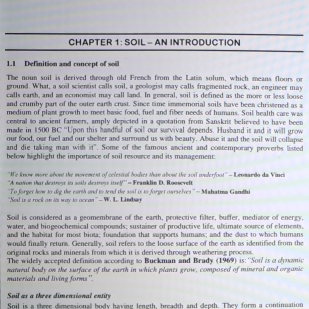 CHAPTER 1: SOIL – AN INTRODUCTION
1.1 Definition and concept of soil
The noun soil is derived through old French from the Latin solum, which means floors or
ground. What, a soil scientist calls soil, a geologist may calls fragmented rock, an engineer may
calls earth, and an economist may call land. In general, soil is defined as the more or less loose
and crumby part of the outer earth crust. Since time immemorial soils have been christened as a
medium of plant growth to meet basic food, fuel and fiber needs of humans. Soil health care was
central to ancient farmers, amply depicted in a quotation from Sanskrit believed to have been
made in 1500 BC "Upon this handful of soil our survival depends. Husband it and it will grow
our food, our fuel and our shelter and surround us with beauty. Abuse it and the soil will collapse
and die taking man with it". Some of the famous ancient and contemporary proverbs listed
below highlight the importance of soil resource and its management:
"We know more about the movement of celestial bodies than about the soil underfoot" – Leonardo da Vinci
"A nation that destroys its soils destroys itself" – Franklin D. Roosevelt
"To forget how to dig the earth and to tend the soil is to forget ourselves" – Mahatma Gandhi
"Soil is a rock on its way to ocean" – W. L. Lindsay
Soil is considered as a geomembrane of the earth, protective filter, buffer, mediator of energy,
water, and biogeochemical compounds; sustainer of productive life, ultimate source of elements,
and the habitat for most biota; foundation that supports humans; and the dust to which humans
would finally return. Generally, soil refers to the loose surface of the earth as identified from the
original rocks and minerals from which it is derived through weathering process.
The widely accepted definition according to Buckman and Brady (1969) is: "Soil is a dynamic
natural body on the surface of the earth in which plants grow, composed of mineral and organic
materials and living forms".
Soil as a three dimensional entity
Soil is a three dimensional body having length, breadth and depth. They form a continuation